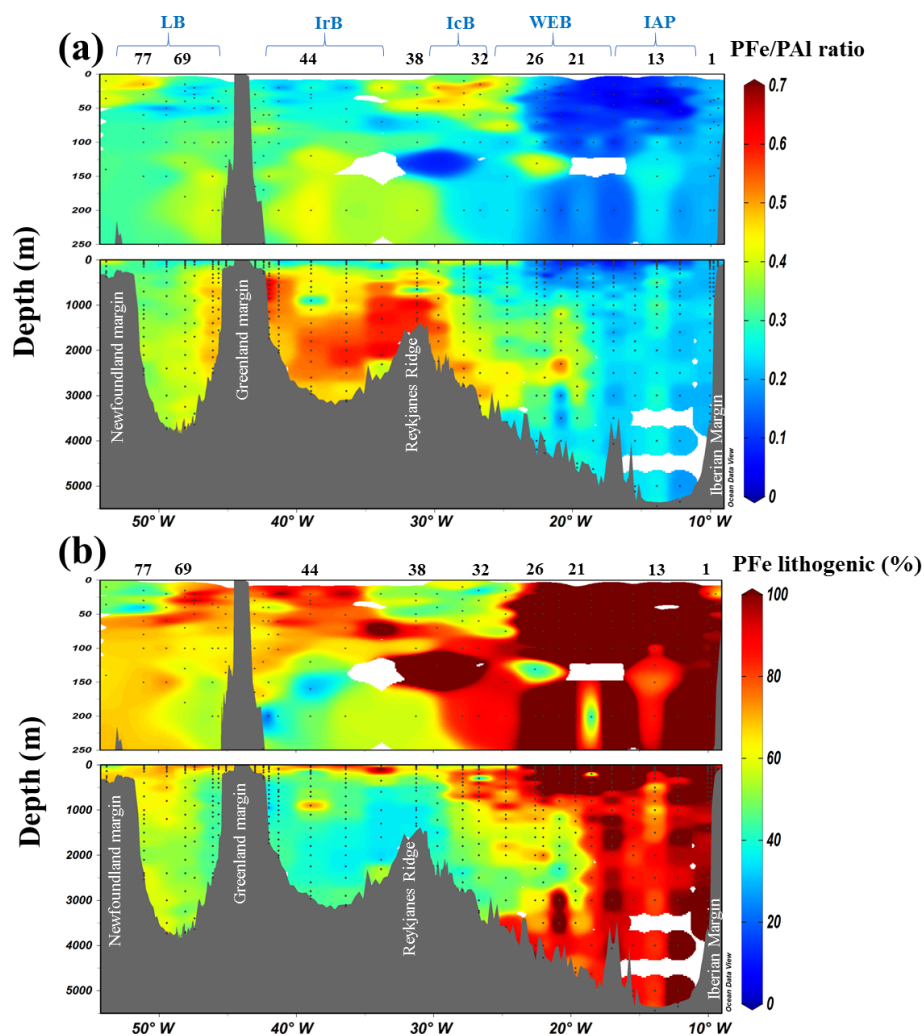 LB IrB IcB WEB IAP
(a) 77 69 44 38 32 26 21 13 1 PFe/PAl ratio
0
50
100
150
200
250
0.7
0.6
0.5
0.4
0.3
0.2
0.1
0
Depth (m)
0
1000
2000
3000
4000
5000
Newfoundland margin
Greenland margin
Reykjanes Ridge
Iberian Margin
Ocean Data View
50°W 40°W 30°W 20°W 10°W
(b) 77 69 44 38 32 26 21 13 1 PFe lithogenic (%)
0
50
100
150
200
250
100
80
60
40
20
0
Depth (m)
0
1000
2000
3000
4000
5000
Newfoundland margin
Greenland margin
Reykjanes Ridge
Iberian Margin
Ocean Data View
50°W 40°W 30°W 20°W 10°W